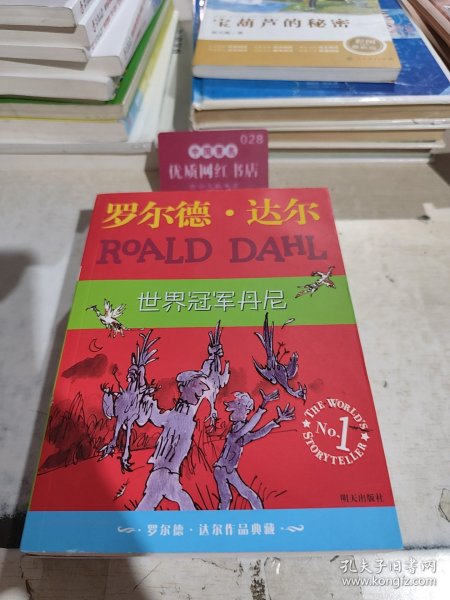 宝葫芦的秘密
028
优质网红书店
罗尔德·达尔
ROALD DAHL
世界冠军丹尼
THE WORLD'S
No.1
STORYTELLER
明天出版社
罗尔德·达尔作品典藏
孔夫子旧书网
www.kongfz.com